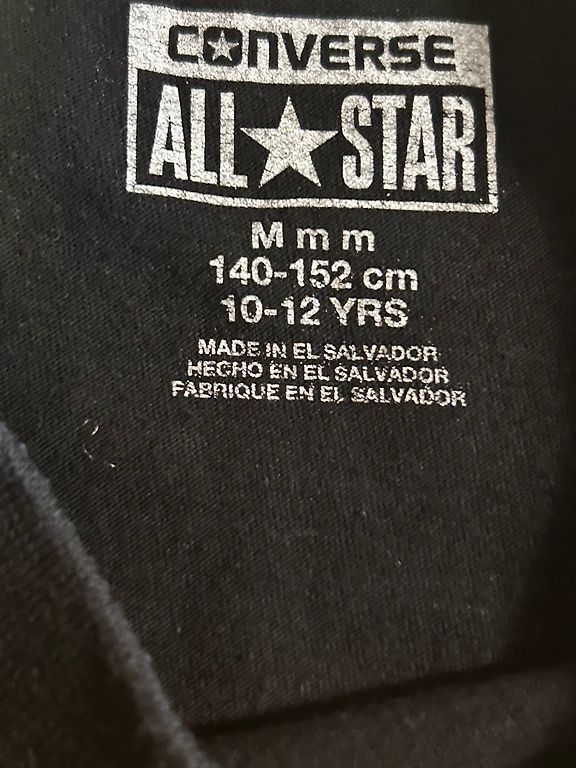 CONVERSE
ALL STAR
M m m
140-152 cm
10-12 YRS
MADE IN EL SALVADOR
HECHO EN EL SALVADOR
FABRIQUE EN EL SALVADOR